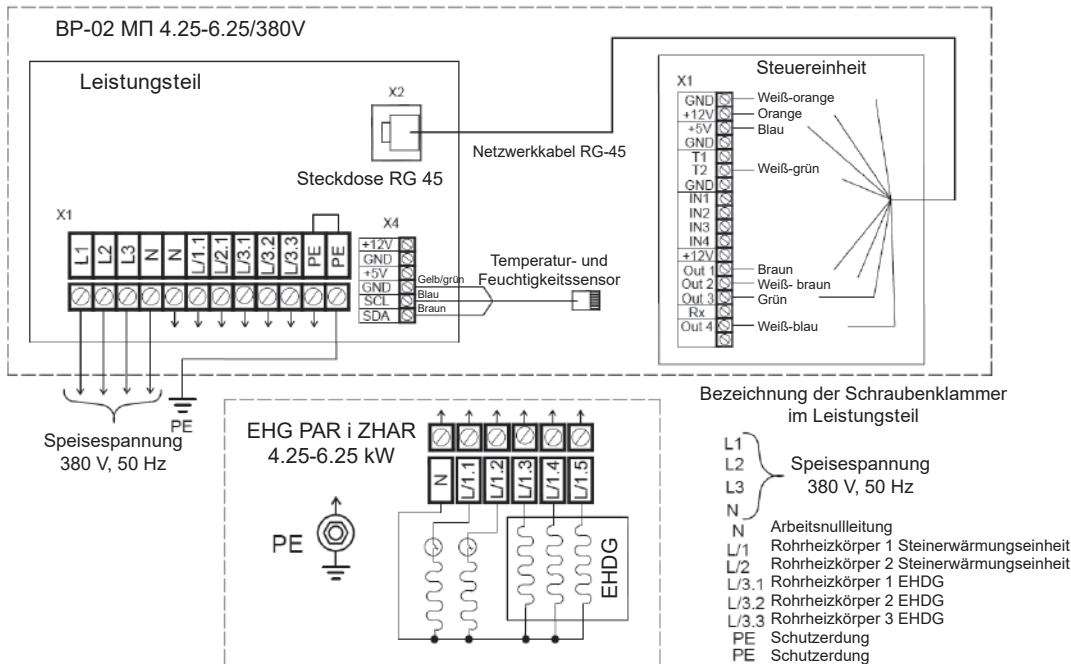 ВР-02 МП 4.25-6.25/380V
Leistungsteil
X2
Steckdose RG 45
Netzwerkkabel RG-45
X1
L1
L2
L3
N
N
L/1.1
L/2.1
L/3.1
L/3.2
L/3.3
PE
PE
X4
+12V
GND
+5V
GND
SCL
SDA
Gelb/grün
Blau
Braun
Temperatur- und
Feuchtigkeitssensor
Steuereinheit
X1
GND
+12V
+5V
GND
T1
T2
GND
IN1
IN2
IN3
IN4
+12V
Out 1
Out 2
Out 3
Rx
Out 4
Weiß-orange
Orange
Blau
Weiß-grün
Braun
Weiß- braun
Grün
Weiß-blau
Speisespannung
380 V, 50 Hz
PE
EHG PAR i ZHAR
4.25-6.25 kW
PE
N
L/1.1
L/1.2
L/1.3
L/1.4
L/1.5
EHDG
Bezeichnung der Schraubenklammer
im Leistungsteil
L1
L2
L3
N
Speisespannung
380 V, 50 Hz
N Arbeitsnullleitung
L/1 Rohrheizkörper 1 Steinerwärmungseinheit
L/2 Rohrheizkörper 2 Steinerwärmungseinheit
L/3.1 Rohrheizkörper 1 EHDG
L/3.2 Rohrheizkörper 2 EHDG
L/3.3 Rohrheizkörper 3 EHDG
PE Schutzerdung
PE Schutzerdung